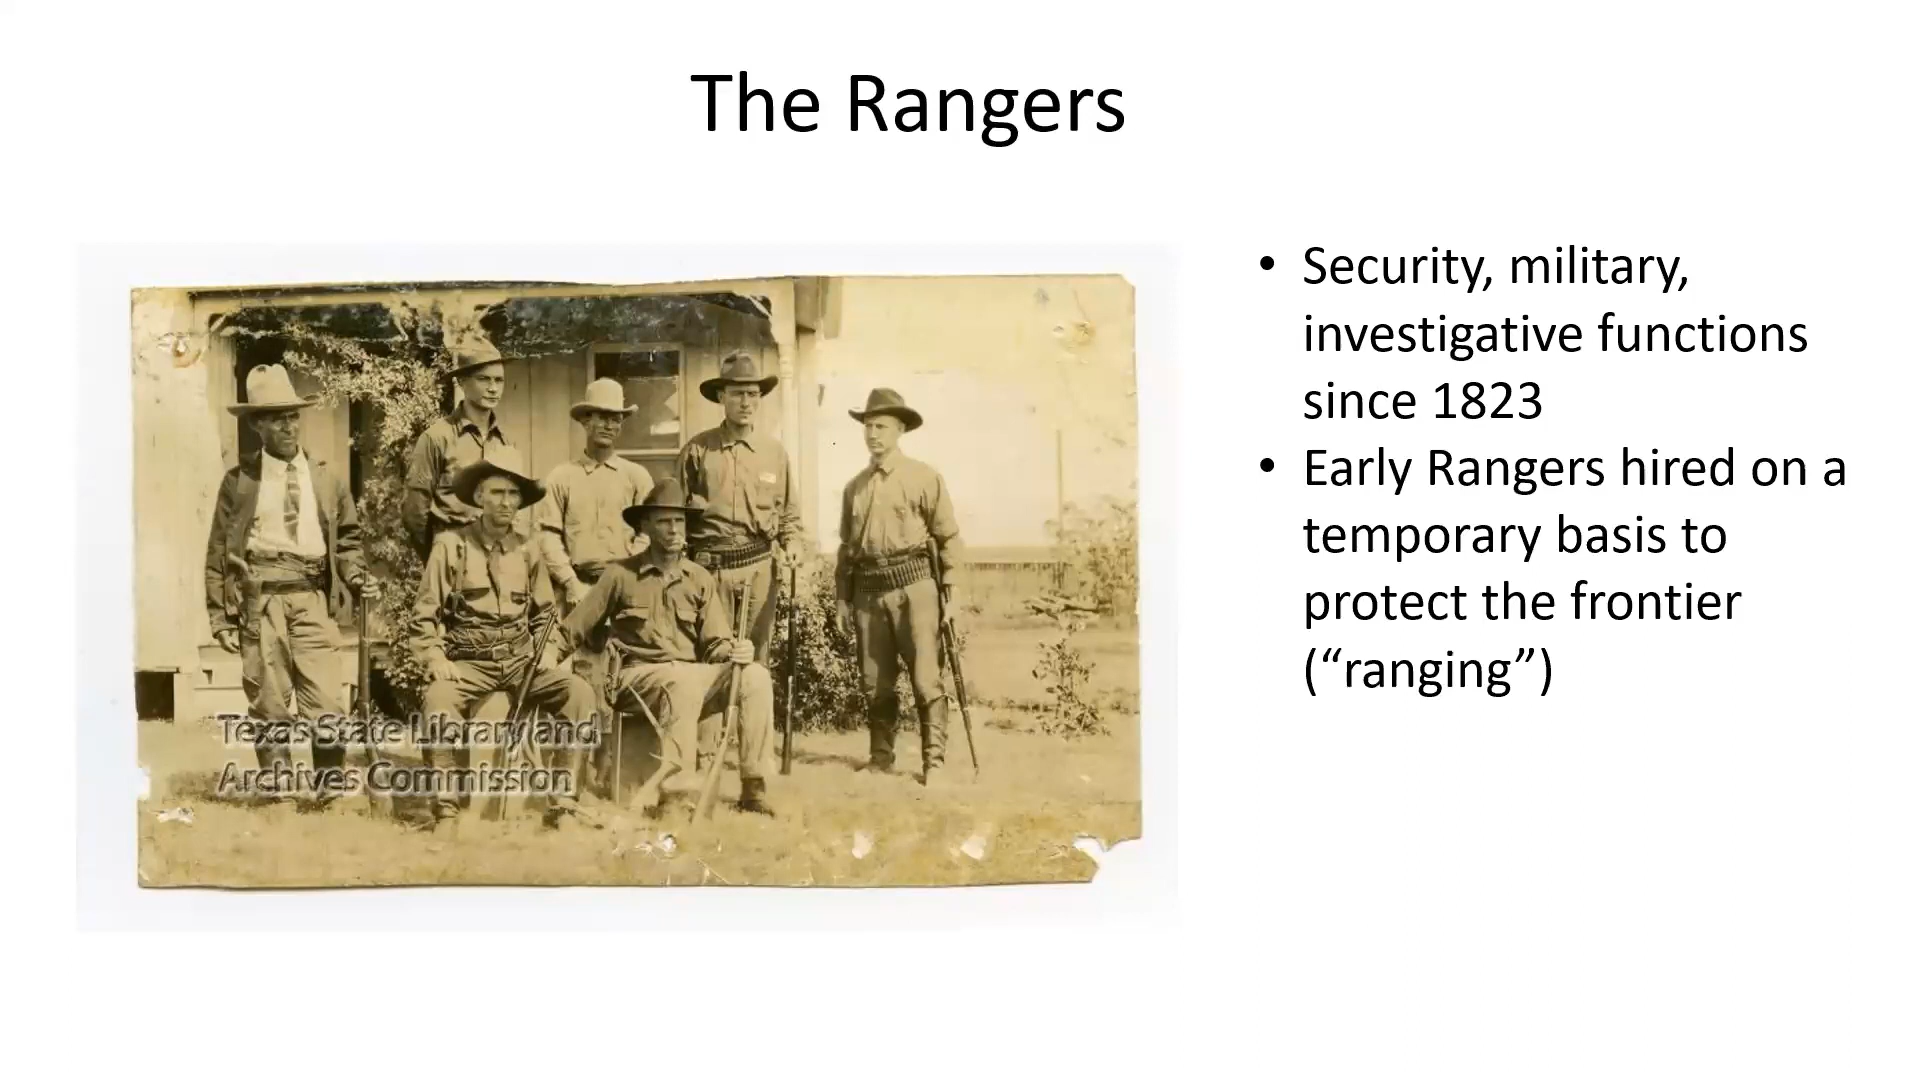 The Rangers
• Security, military,
investigative functions
since 1823
• Early Rangers hired on a
temporary basis to
protect the frontier
(“ranging”)
Texas State Library and
Archives Commission